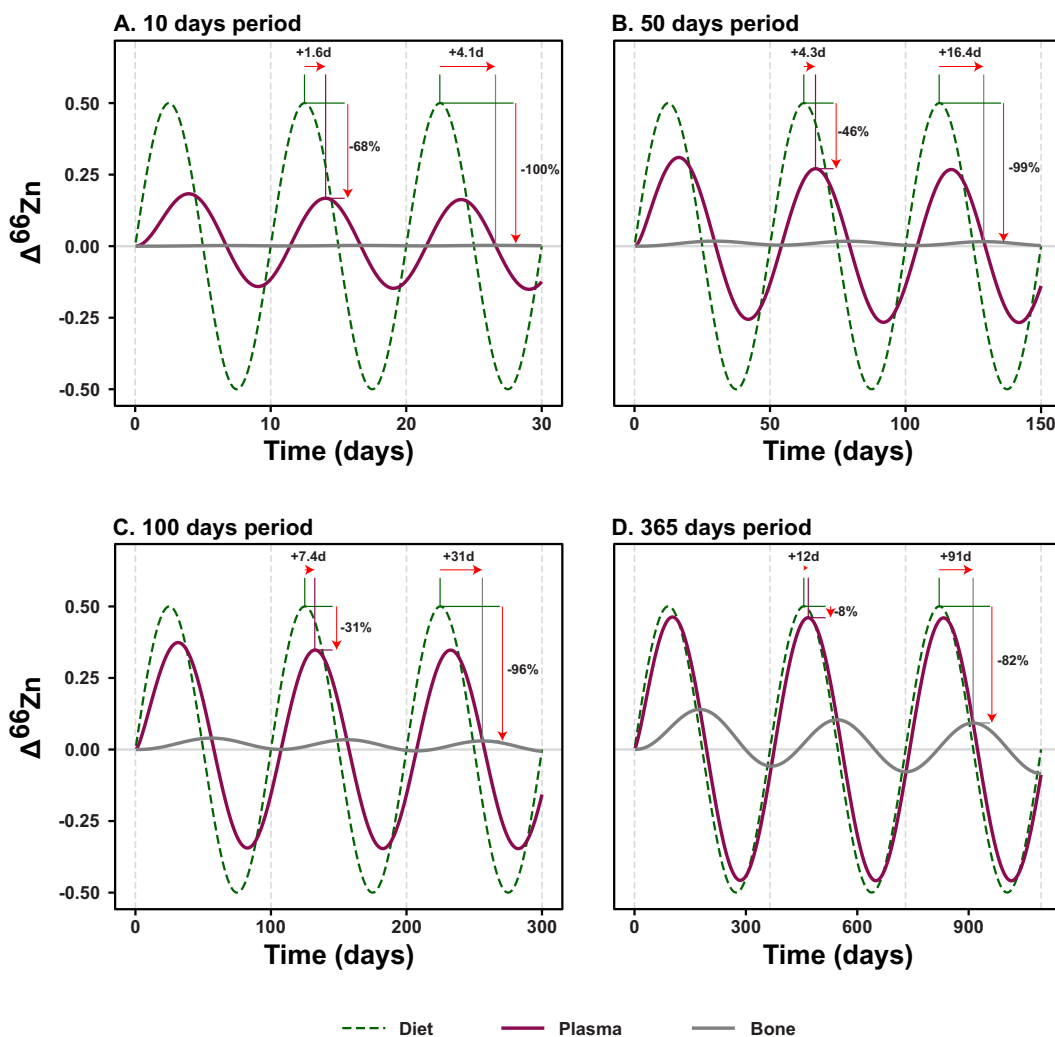 A. 10 days period
+1.6d
+4.1d
-68%
-100%
0.50
0.25
0.00
-0.25
-0.50
Δ66Zn
0 10 20 30
Time (days)
B. 50 days period
+4.3d
+16.4d
-46%
-99%
0 50 100 150
Time (days)
C. 100 days period
+7.4d
+31d
-31%
-96%
0.50
0.25
0.00
-0.25
-0.50
Δ66Zn
0 100 200 300
Time (days)
D. 365 days period
+12d
+91d
-8%
-82%
0 300 600 900
Time (days)
Diet Plasma Bone